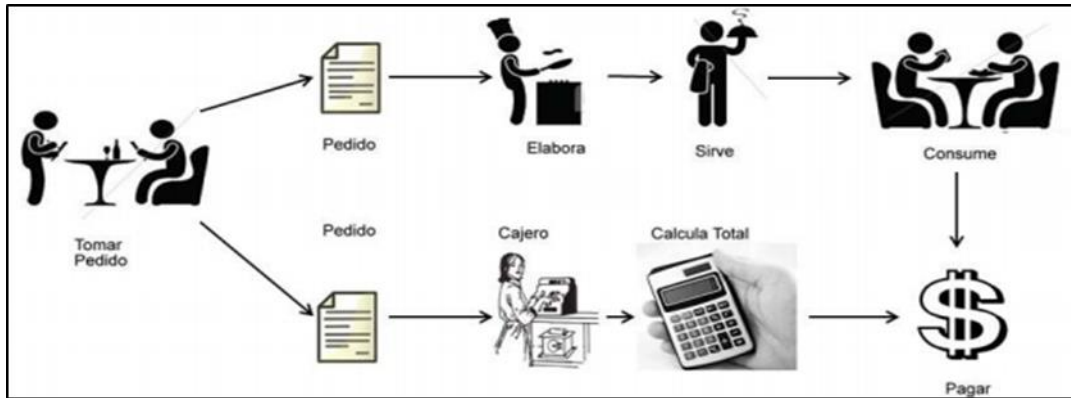 Pedido
Elabora
Sirve
Consume
Tomar
Pedido
Pedido
Cajero
Calcula Total
Pagar